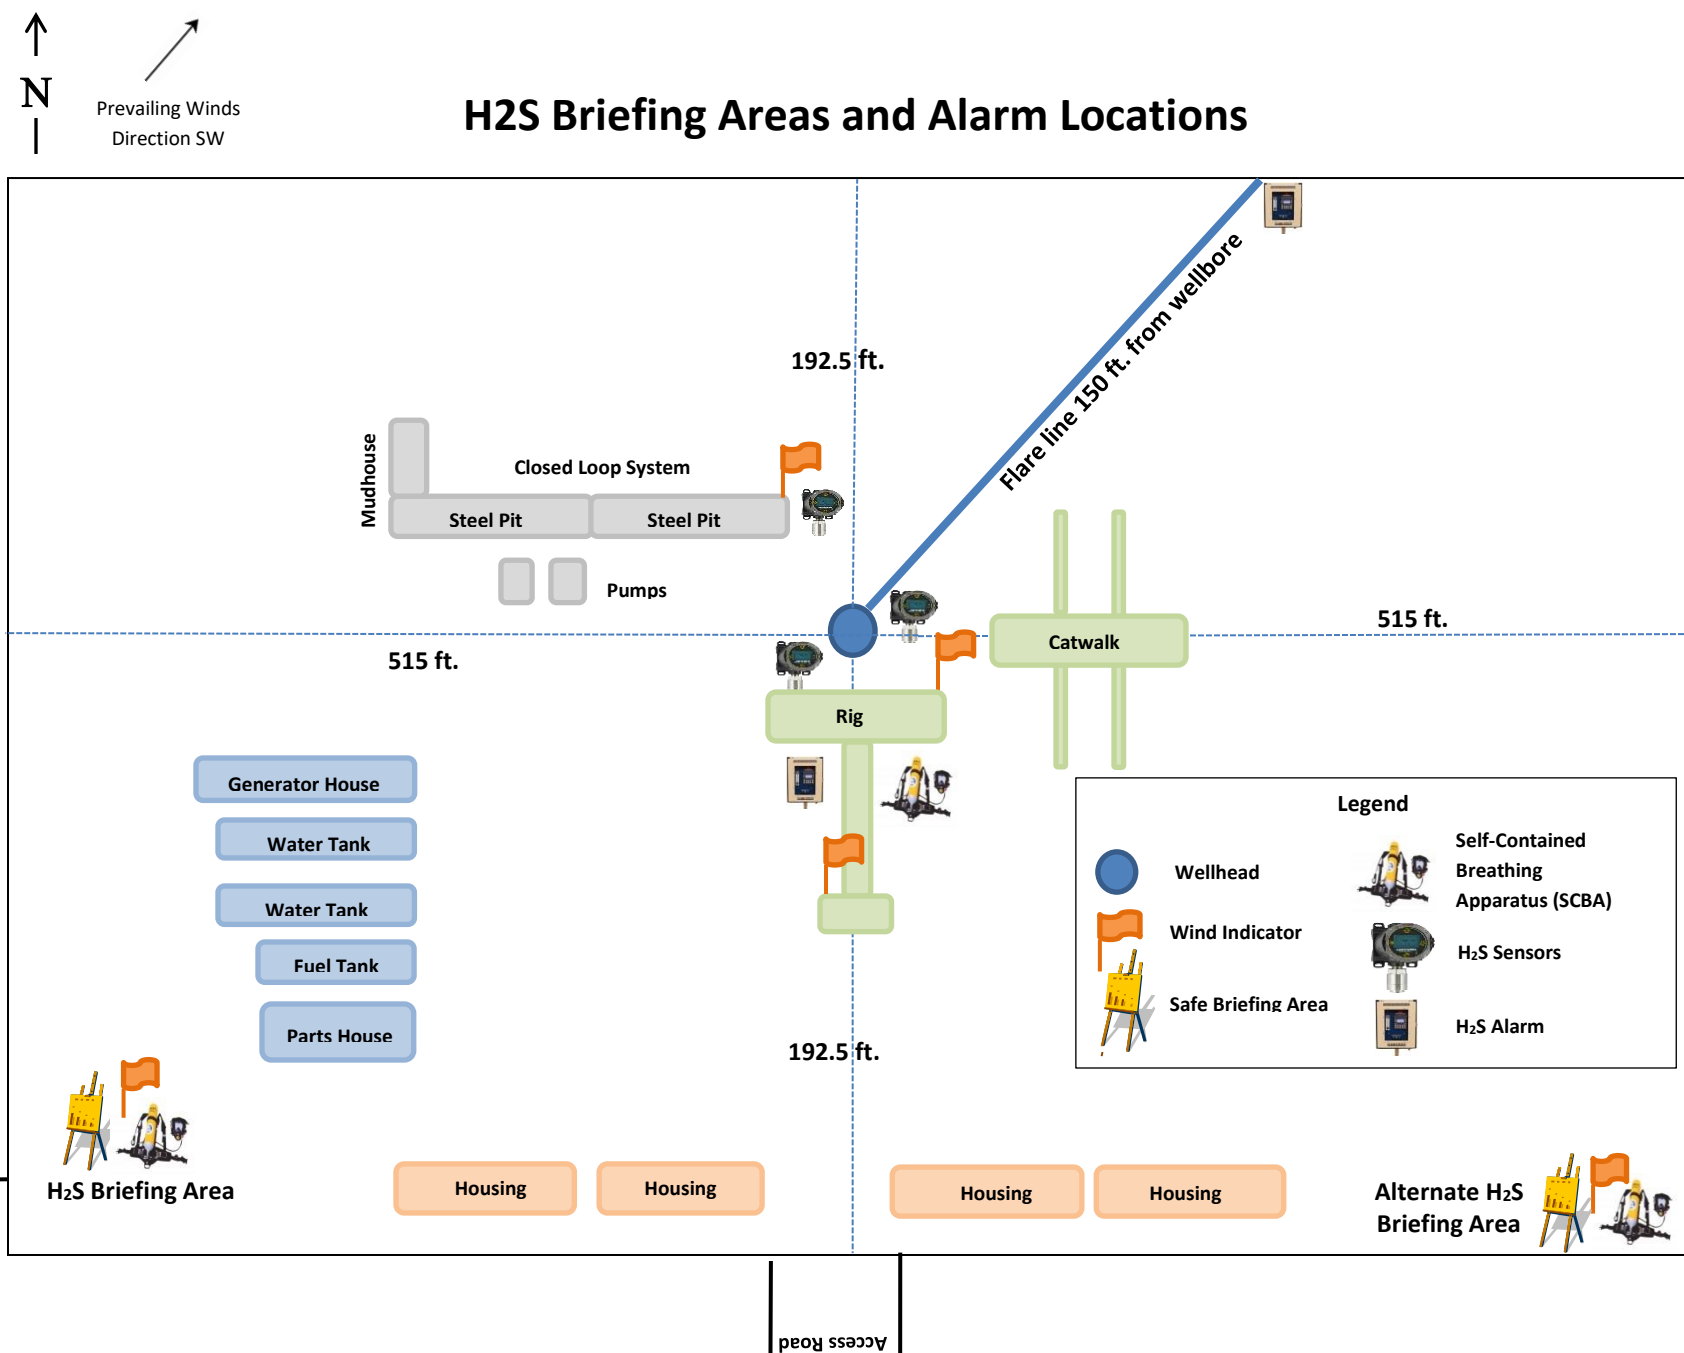 N
Prevailing Winds
Direction SW
H2S Briefing Areas and Alarm Locations
192.5 ft.
Flare line 150 ft. from wellbore
Mudhouse
Closed Loop System
Steel Pit
Steel Pit
Pumps
515 ft.
515 ft.
Catwalk
Rig
Generator House
Water Tank
Water Tank
Fuel Tank
Parts House
192.5 ft.
Legend
Wellhead
Self-Contained
Breathing
Apparatus (SCBA)
Wind Indicator
H2S Sensors
Safe Briefing Area
H2S Alarm
H2S Briefing Area
Housing
Housing
Housing
Housing
Alternate H2S
Briefing Area
Access Road